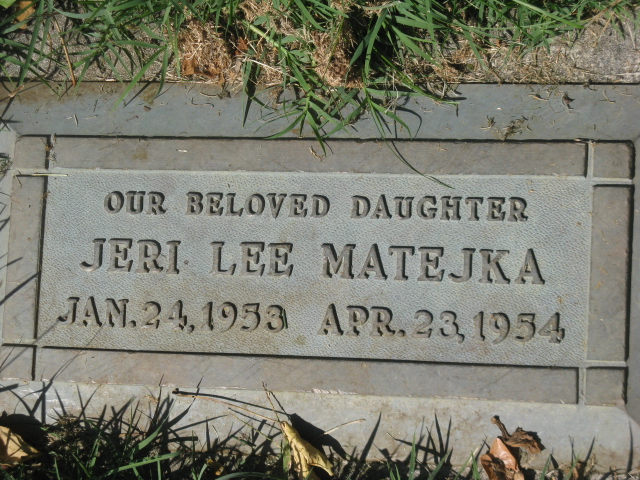 OUR BELOVED DAUGHTER
JERI LEE MATEJKA
JAN. 24, 1953 APR. 23, 1954